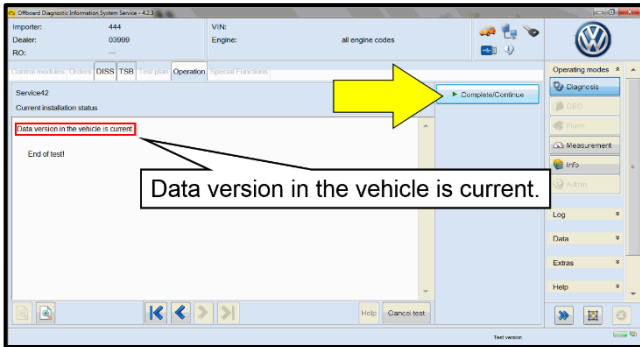 Offboard Diagnostic Information System Service - 4.2.3
Importer: 444 VIN:
Dealer: 03999 Engine: all engine codes
RO: ---
Control modules Orders DISS TSB Test plan Operation Special Functions
Operating modes
Service42
Complete/Continue
Diagnosis
Current installation status
OBD
Data version in the vehicle is current.
Flash
End of test!
Measurement
Info
Data version in the vehicle is current.
Admin
Log
Data
Extras
Help
Help Cancel test
Test version